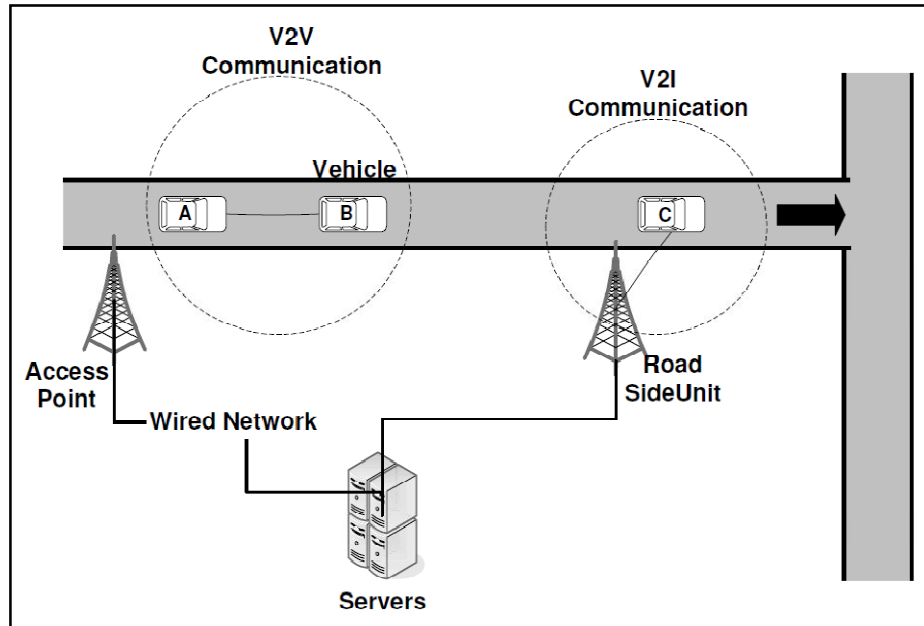 V2V
Communication
V2I
Communication
Vehicle
A
B
C
Access
Point
Road
SideUnit
Wired Network
Servers